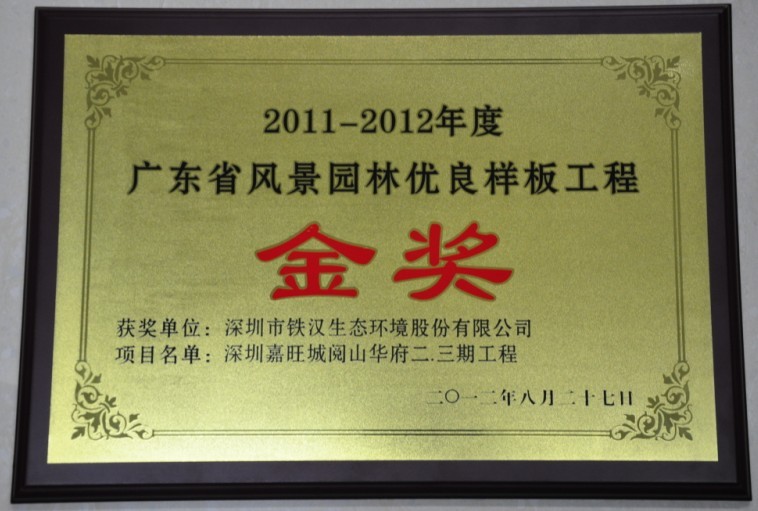 2011-2012年度
广东省风景园林优良样板工程
金奖
获奖单位：深圳市铁汉生态环境股份有限公司
项目名单：深圳嘉旺城阅山华府二.三期工程
二〇一二年八月二十七日